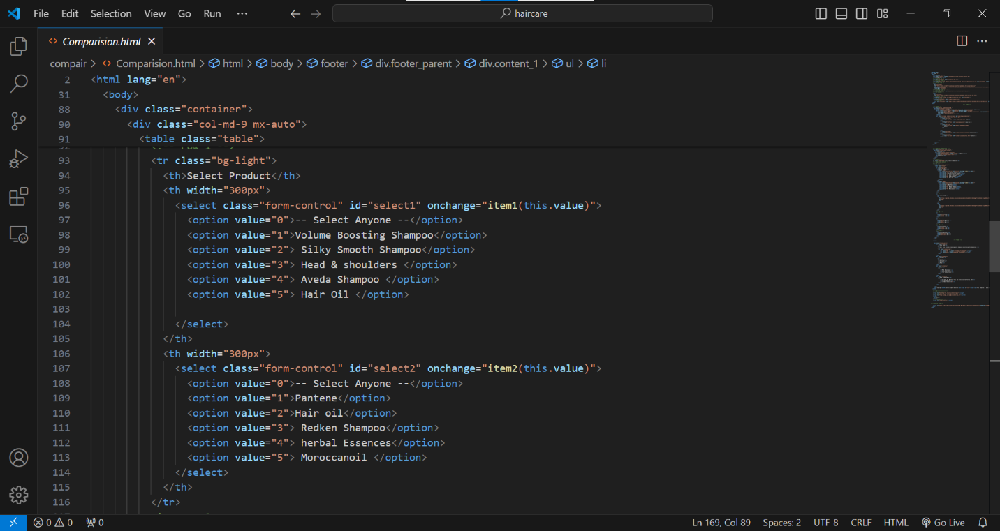 File Edit Selection View Go Run ··· haircare
Comparision.html
compair > Comparision.html > html > body > footer > div.footer_parent > div.content_1 > ul > li
2 <html lang="en">
31 <body>
88 <div class="container">
90 <div class="col-md-9 mx-auto">
91 <table class="table">
93 <tr class="bg-light">
94 <th>Select Product</th>
95 <th width="300px">
96 <select class="form-control" id="select1" onchange="item1(this.value)">
97 <option value="0">-- Select Anyone --</option>
98 <option value="1">Volume Boosting Shampoo</option>
99 <option value="2"> Silky Smooth Shampoo</option>
100 <option value="3"> Head & shoulders </option>
101 <option value="4"> Aveda Shampoo </option>
102 <option value="5"> Hair Oil </option>
103
104 </select>
105 </th>
106 <th width="300px">
107 <select class="form-control" id="select2" onchange="item2(this.value)">
108 <option value="0">-- Select Anyone --</option>
109 <option value="1">Pantene</option>
110 <option value="2">Hair oil</option>
111 <option value="3"> Redken Shampoo</option>
112 <option value="4"> herbal Essences</option>
113 <option value="5"> Moroccanoil </option>
114 </select>
115 </th>
116 </tr>
0 0 0 Ln 169, Col 89 Spaces: 2 UTF-8 CRLF HTML Go Live